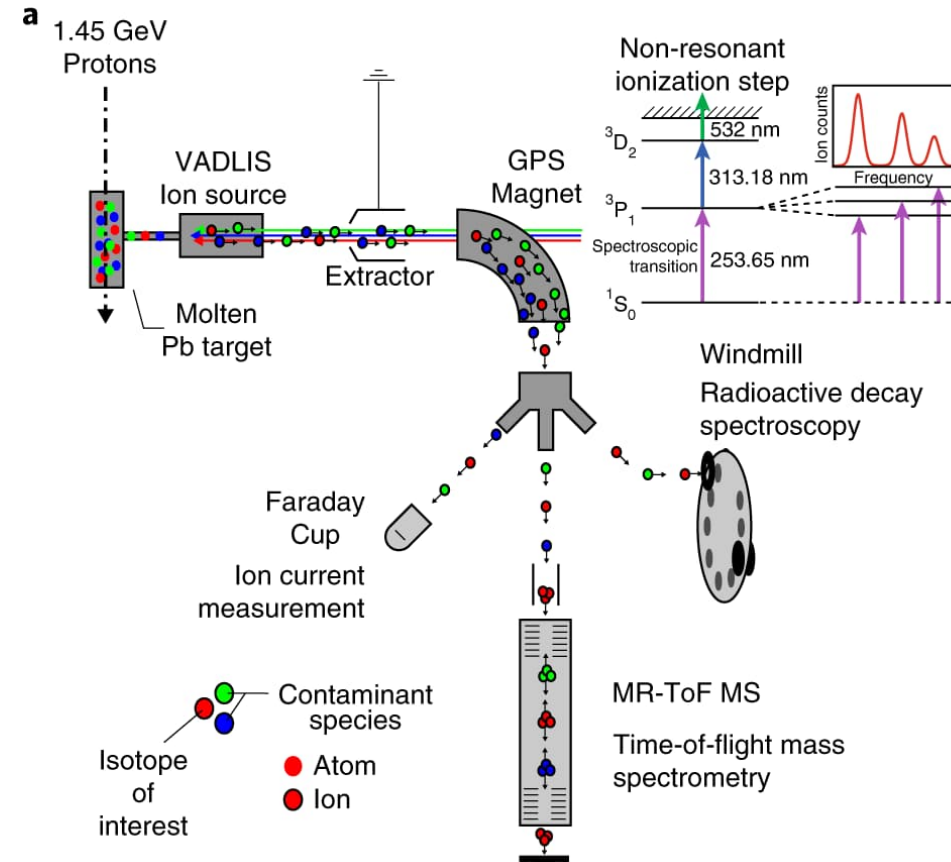 a
1.45 GeV
Protons
VADLIS
Ion source
Extractor
GPS
Magnet
Molten
Pb target
Non-resonant
ionization step
³D₂
532 nm
313.18 nm
³P₁
Spectroscopic
transition
253.65 nm
¹S₀
Ion counts
Frequency
Windmill
Radioactive decay
spectroscopy
Faraday
Cup
Ion current
measurement
MR-ToF MS
Time-of-flight mass
spectrometry
Contaminant
species
Isotope
of
interest
Atom
Ion